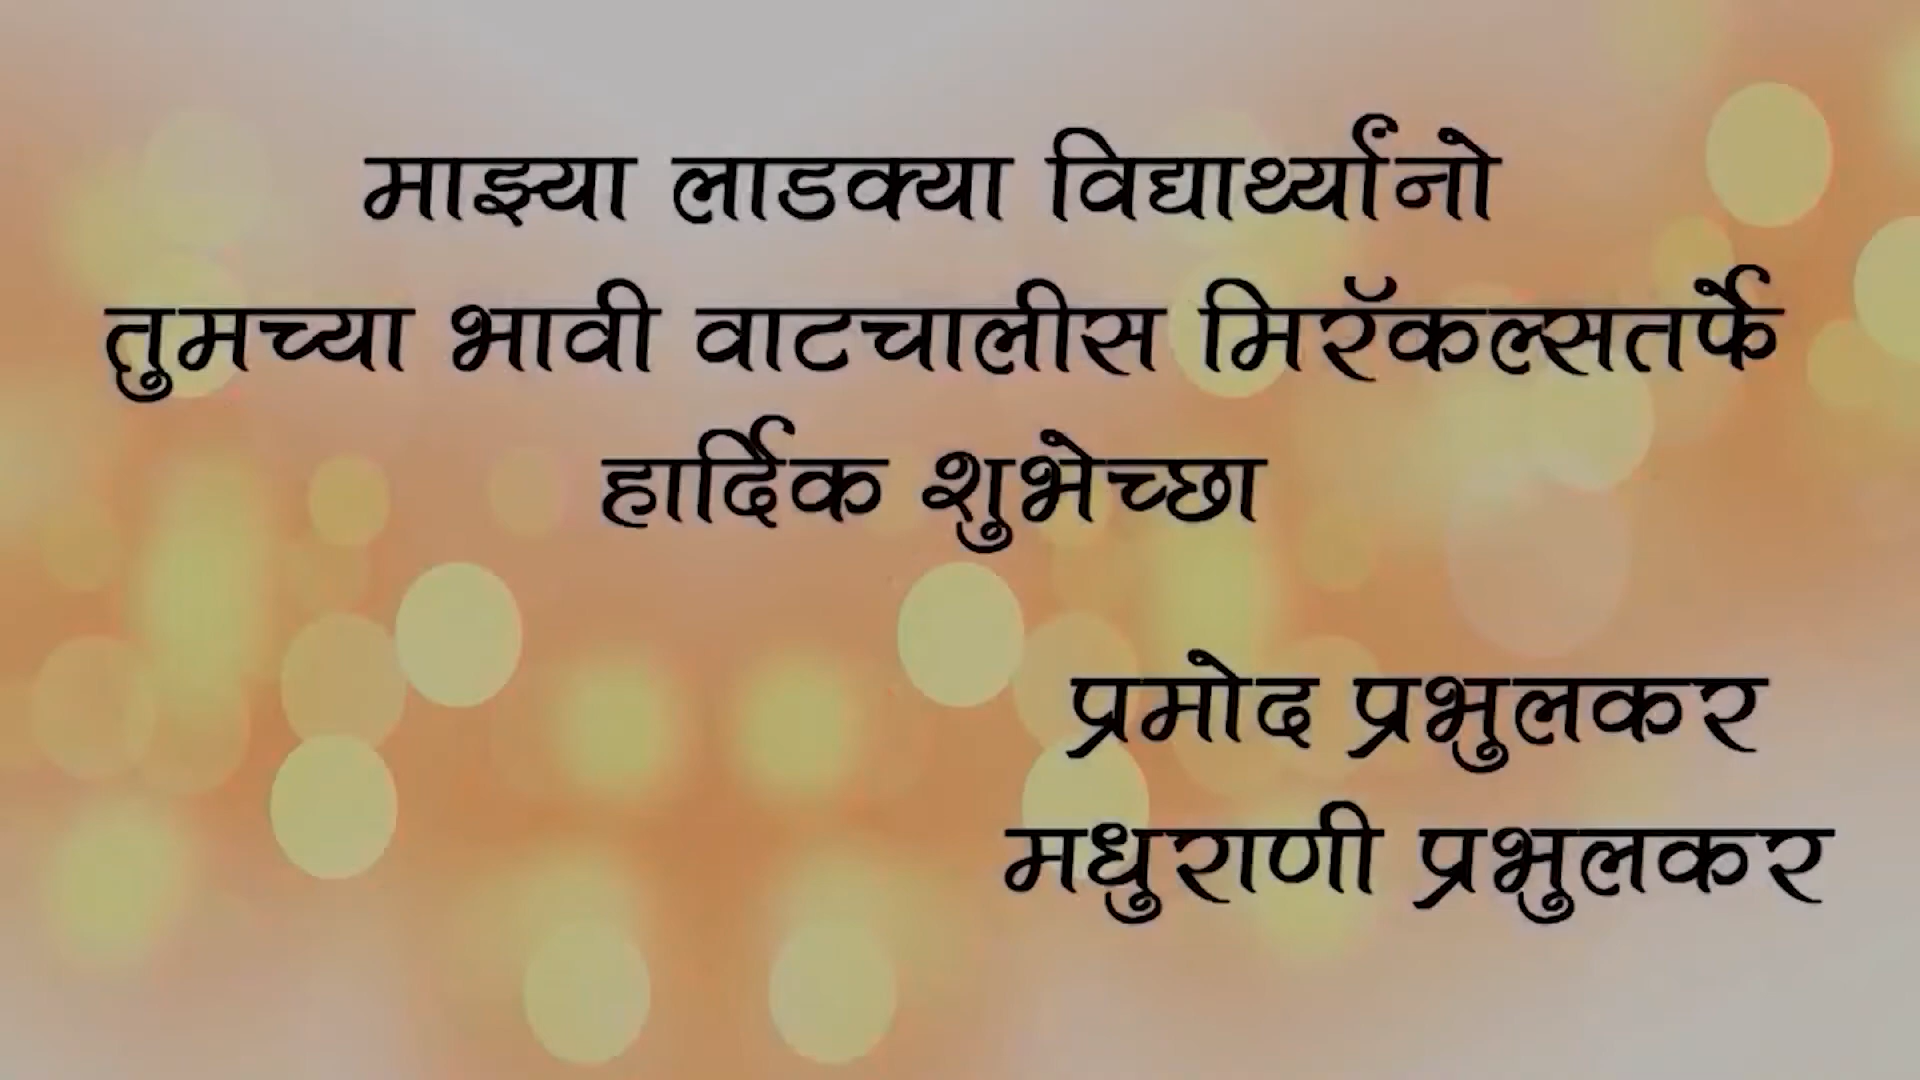 माझ्या लाडक्या विद्यार्थ्यांनो
तुमच्या भावी वाटचालीस मिरॅकल्सतर्फे
हार्दिक शुभेच्छा
प्रमोद प्रभुलकर
मधुराणी प्रभुलकर